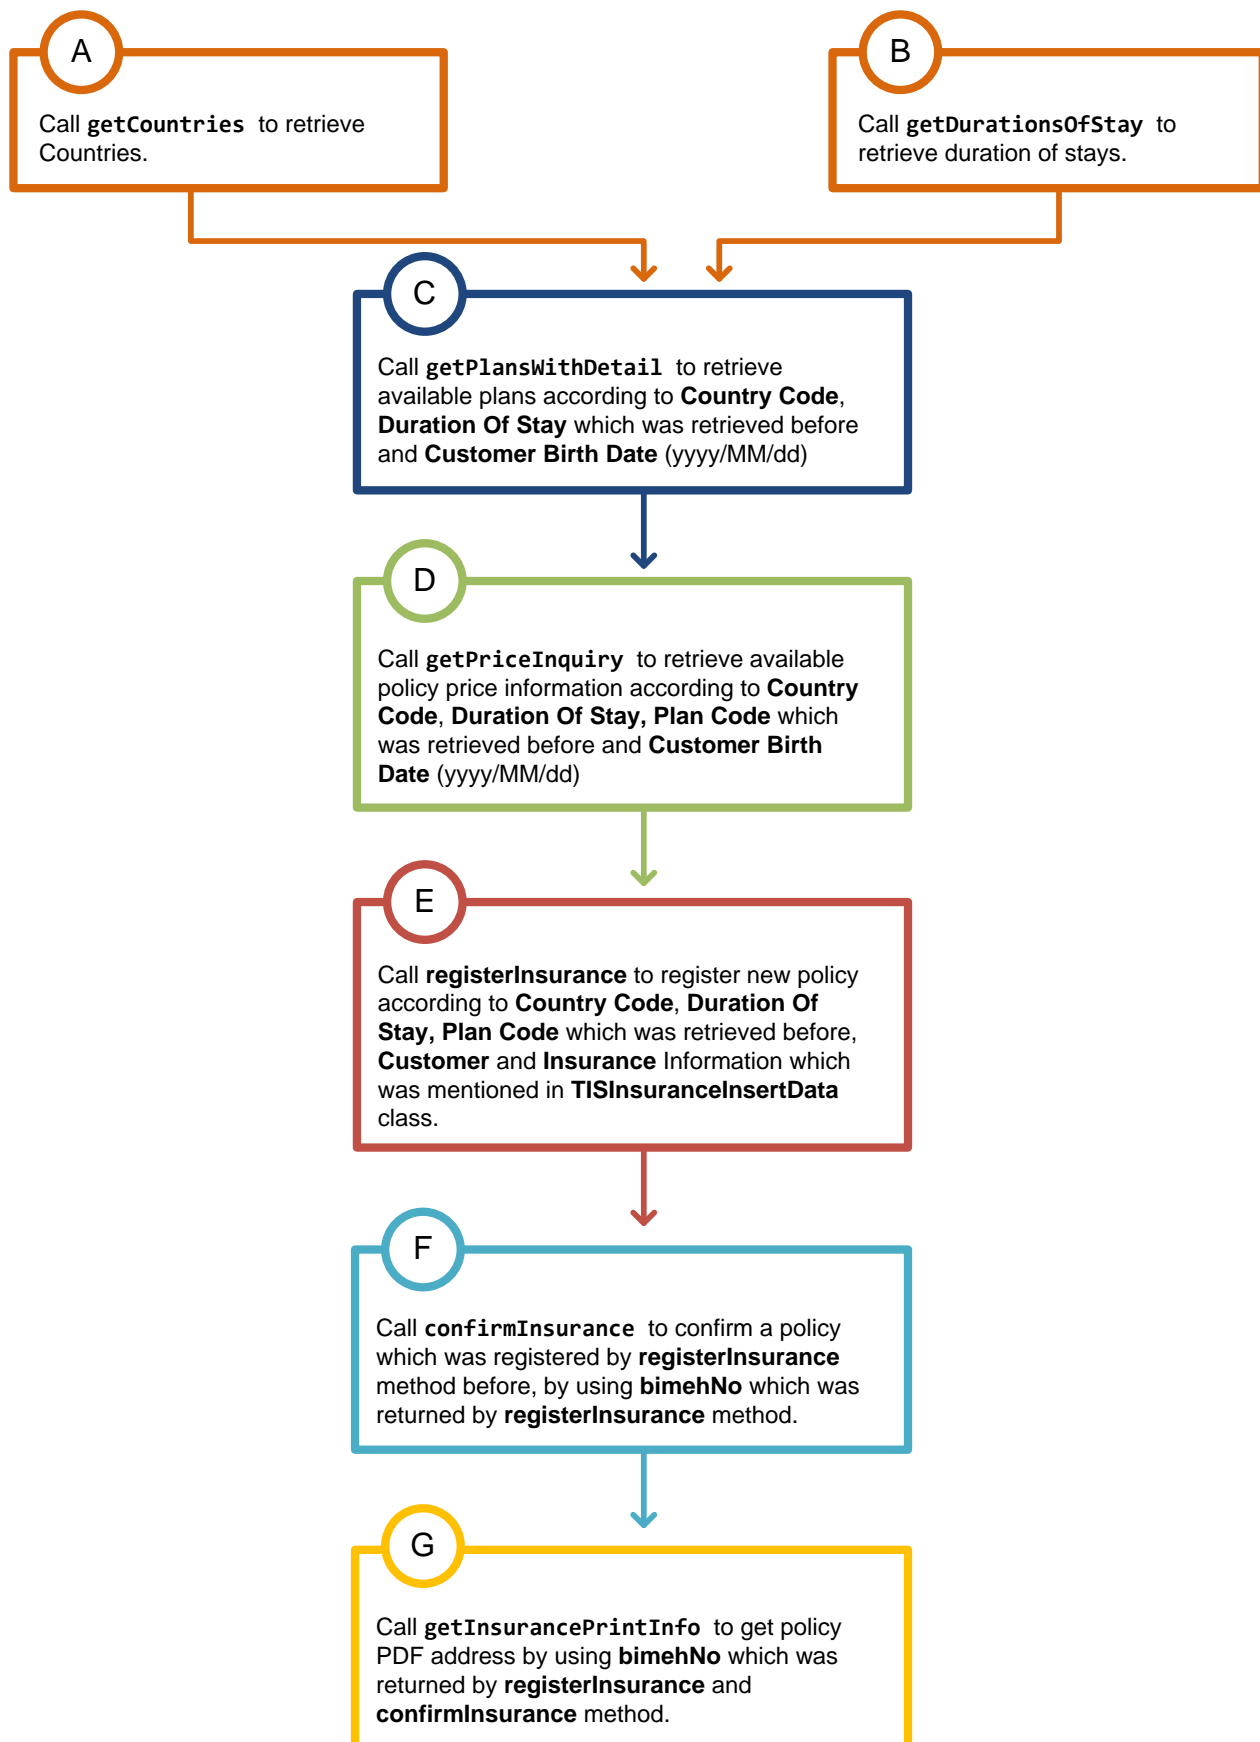 A
Call getCountries to retrieve
Countries.
B
Call getDurationsOfStay to
retrieve duration of stays.
C
Call getPlansWithDetail to retrieve
available plans according to Country Code,
Duration Of Stay which was retrieved before
and Customer Birth Date (yyyy/MM/dd)
D
Call getPriceInquiry to retrieve available
policy price information according to Country
Code, Duration Of Stay, Plan Code which
was retrieved before and Customer Birth
Date (yyyy/MM/dd)
E
Call registerInsurance to register new policy
according to Country Code, Duration Of
Stay, Plan Code which was retrieved before,
Customer and Insurance Information which
was mentioned in TISInsuranceInsertData
class.
F
Call confirmInsurance to confirm a policy
which was registered by registerInsurance
method before, by using bimehNo which was
returned by registerInsurance method.
G
Call getInsurancePrintInfo to get policy
PDF address by using bimehNo which was
returned by registerInsurance and
confirmInsurance method.